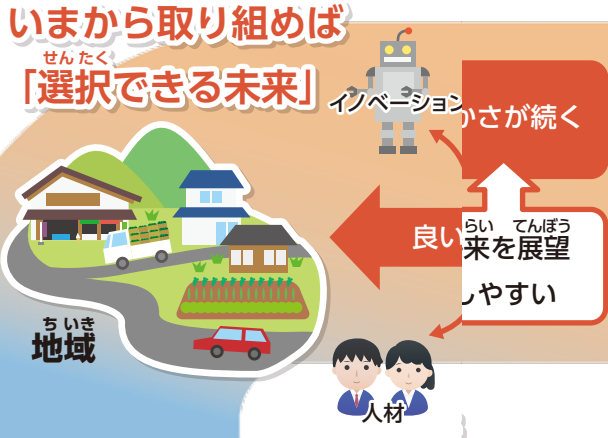 いまから取り組めば
せんたく
「選択できる未来」
イノベーション
かさが続く
良い
らい てんぼう
来を展望
しやすい
ちいき
地域
人材